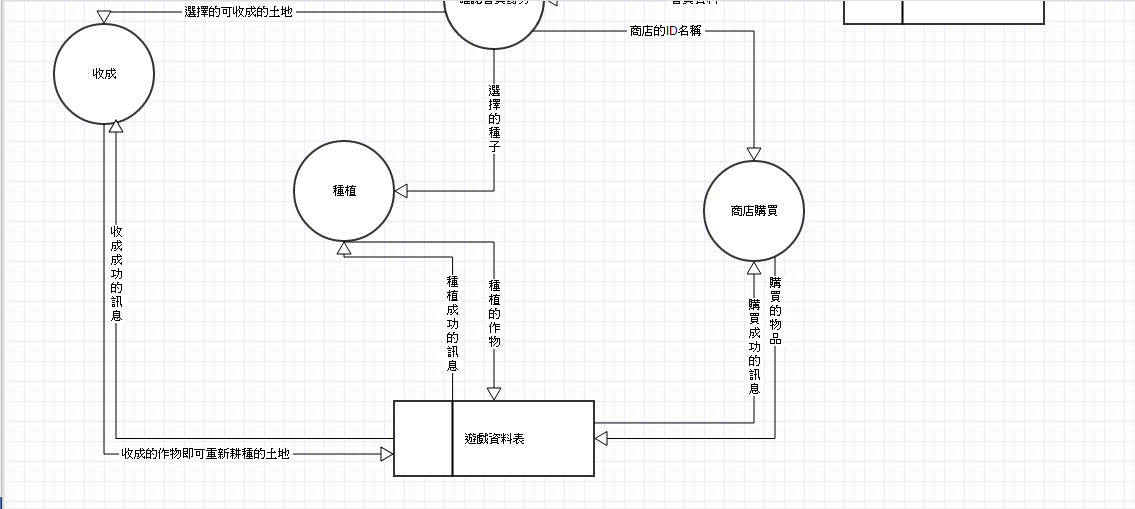 選擇的可收成的土地
商店的ID名稱
收成
選擇的種子
種植
商店購買
收成成功的訊息
種植成功的訊息
種植的作物
購買的物品
購買成功的訊息
遊戲資料表
收成的作物即可重新耕種的土地